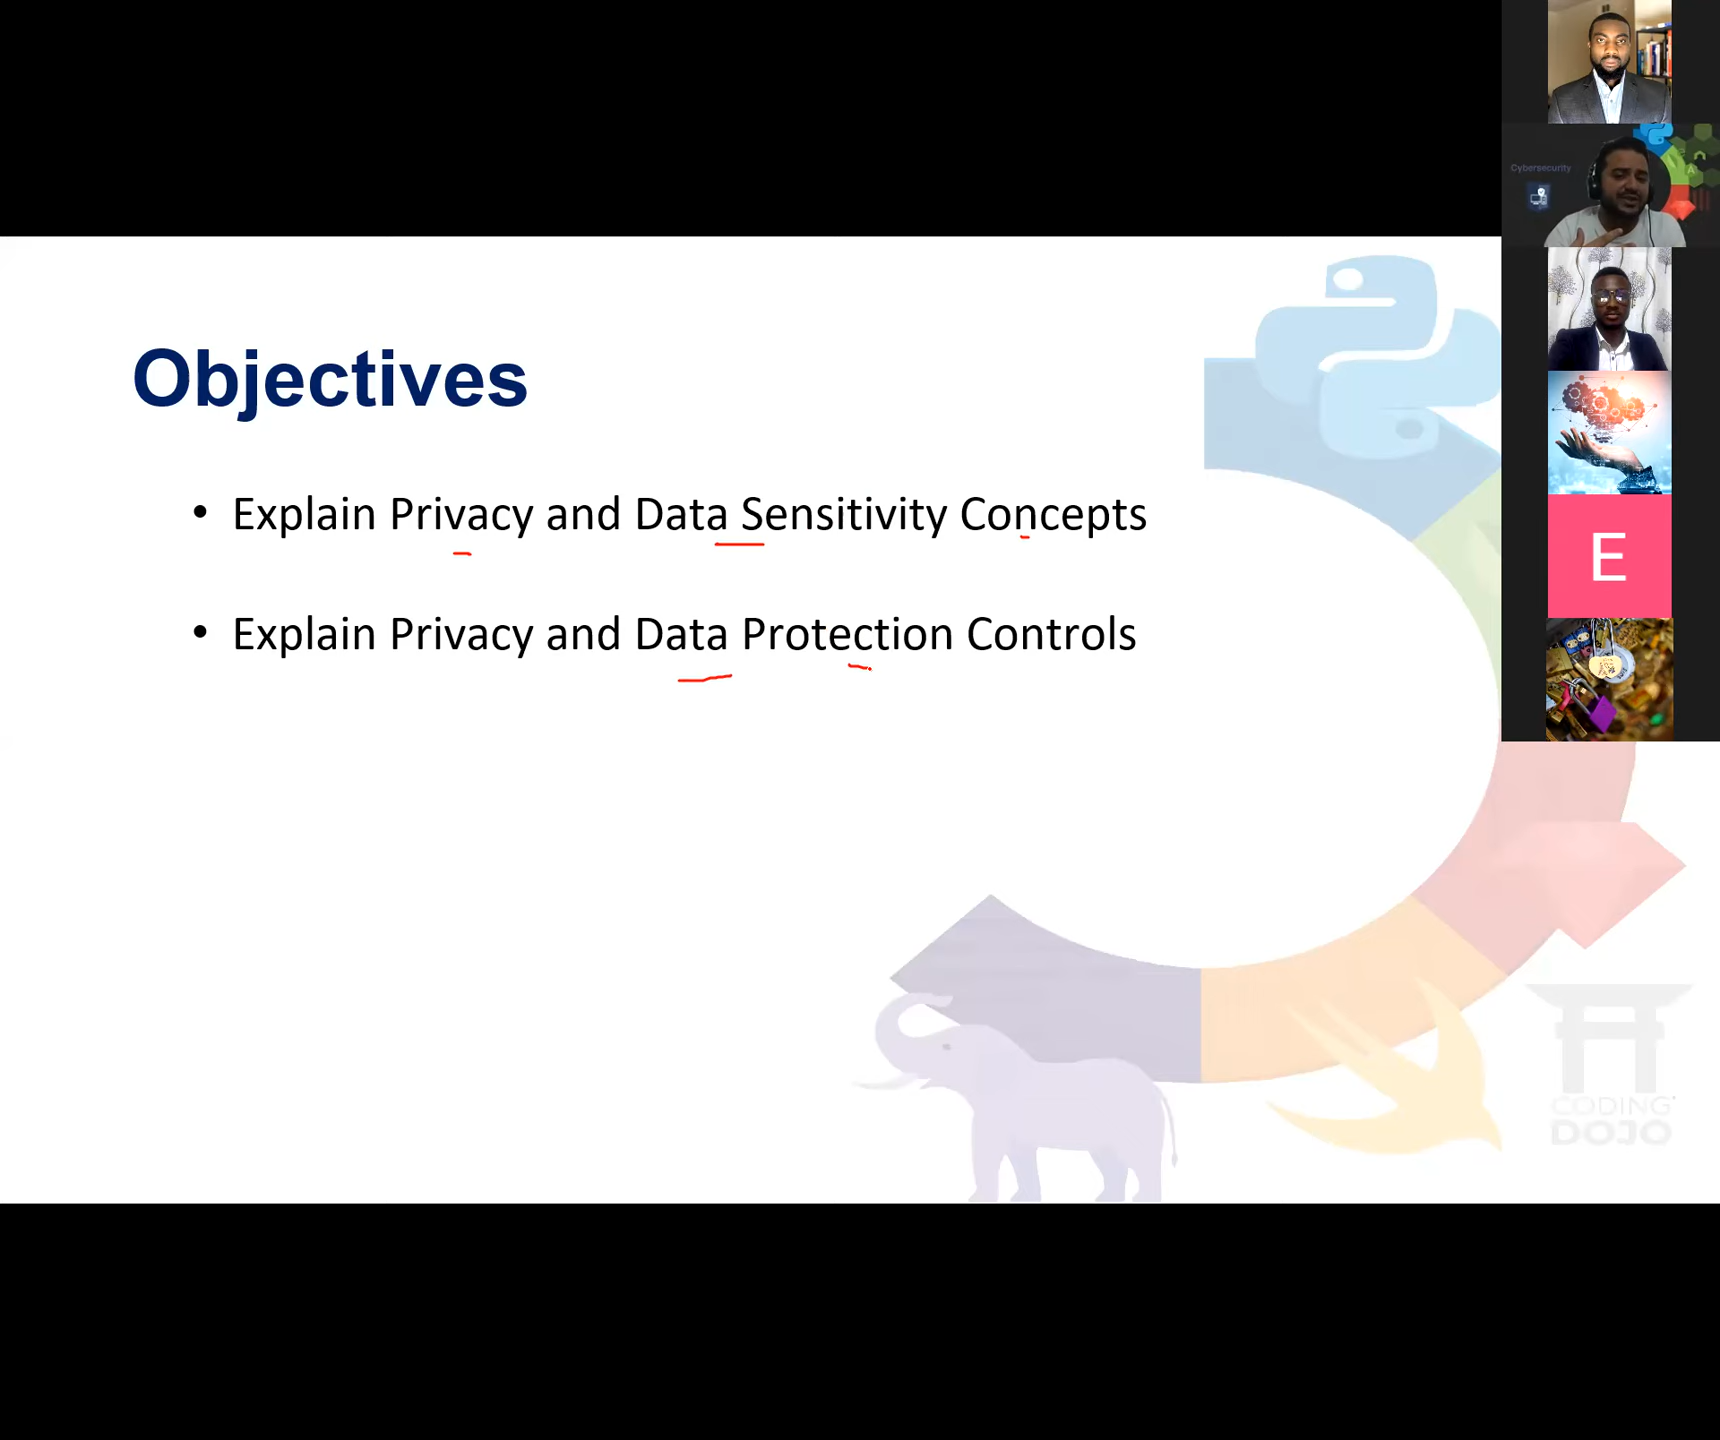 Cybersecurity
Objectives
• Explain Privacy and Data Sensitivity Concepts
E
• Explain Privacy and Data Protection Controls
CODING
DOJO